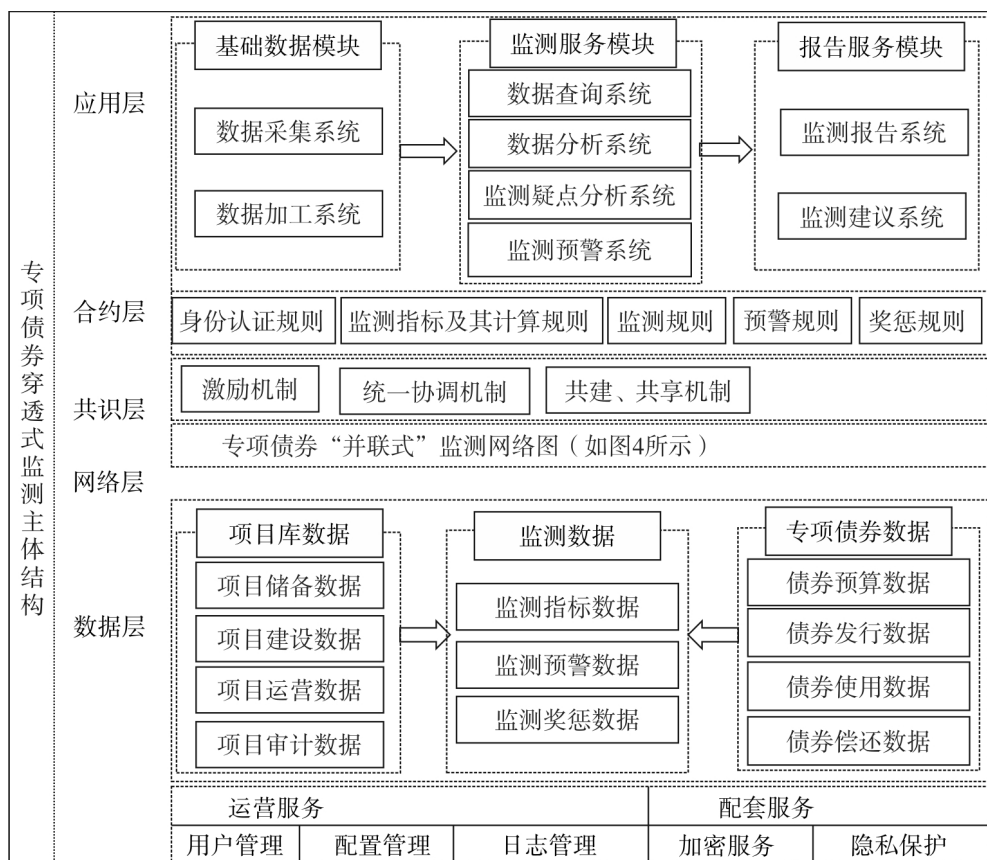 专项债券穿透式监测主体结构
应用层
基础数据模块
数据采集系统
数据加工系统
监测服务模块
数据查询系统
数据分析系统
监测疑点分析系统
监测预警系统
报告服务模块
监测报告系统
监测建议系统
合约层
身份认证规则
监测指标及其计算规则
监测规则
预警规则
奖惩规则
共识层
激励机制
统一协调机制
共建、共享机制
网络层
专项债券“并联式”监测网络图（如图4所示）
数据层
项目库数据
项目储备数据
项目建设数据
项目运营数据
项目审计数据
监测数据
监测指标数据
监测预警数据
监测奖惩数据
专项债券数据
债券预算数据
债券发行数据
债券使用数据
债券偿还数据
运营服务
配套服务
用户管理
配置管理
日志管理
加密服务
隐私保护